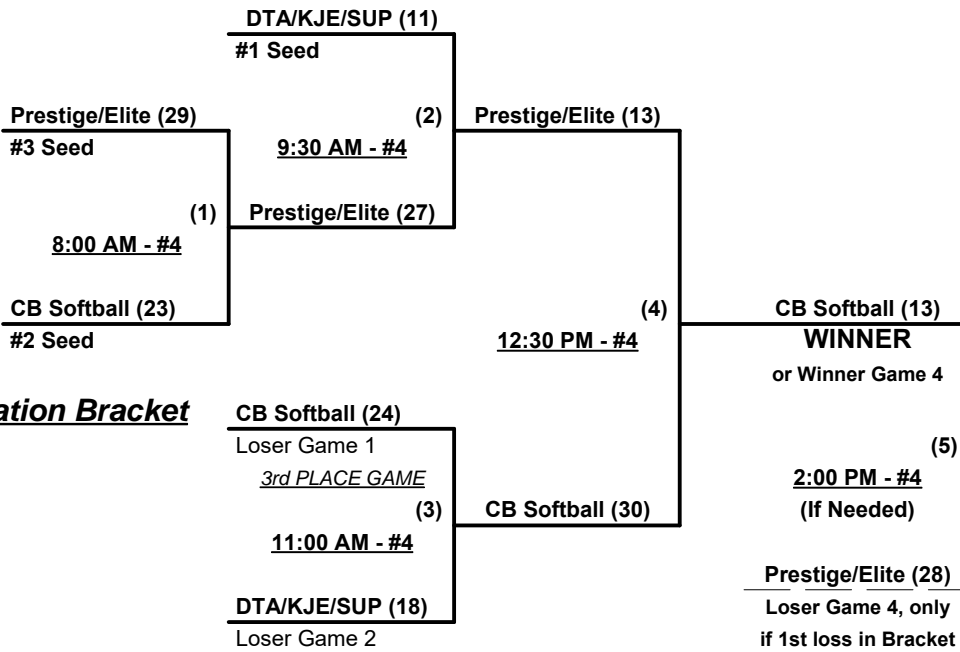 DTA/KJE/SUP (11)
#1 Seed
Prestige/Elite (29)
#3 Seed
(2)
9:30 AM - #4
Prestige/Elite (13)
(1)
8:00 AM - #4
Prestige/Elite (27)
CB Softball (23)
#2 Seed
(4)
12:30 PM - #4
CB Softball (13)
WINNER
or Winner Game 4
ation Bracket
CB Softball (24)
Loser Game 1
3rd PLACE GAME
(3)
11:00 AM - #4
CB Softball (30)
(5)
2:00 PM - #4
(If Needed)
DTA/KJE/SUP (18)
Loser Game 2
Prestige/Elite (28)
Loser Game 4, only
if 1st loss in Bracket